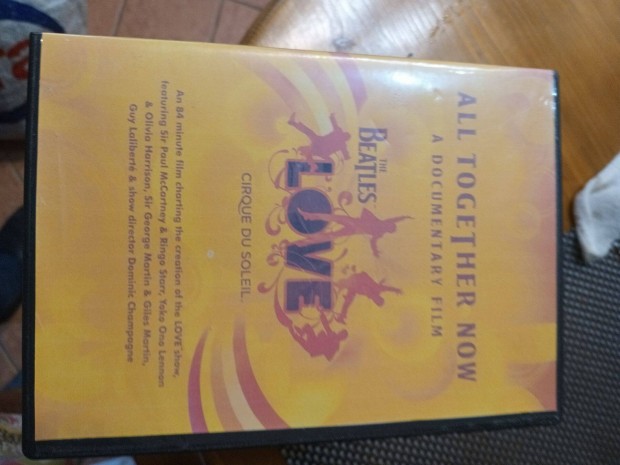 ALL TOGETHER NOW
A DOCUMENTARY FILM
THE
BEATLES
LOVE
CIRQUE DU SOLEIL.
An 84 minute film charting the creation of the LOVE show,
featuring Sir Paul McCartney & Ringo Starr, Yoko Ono Lennon
& Olivia Harrison, Sir George Martin & Giles Martin,
Guy Laliberté & show director Dominic Champagne